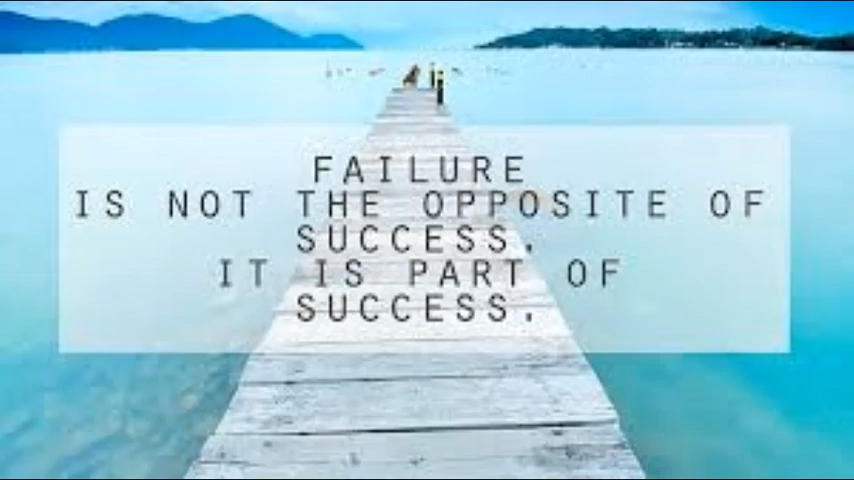 FAILURE
IS NOT THE OPPOSITE OF
SUCCESS.
IT IS PART OF
SUCCESS.